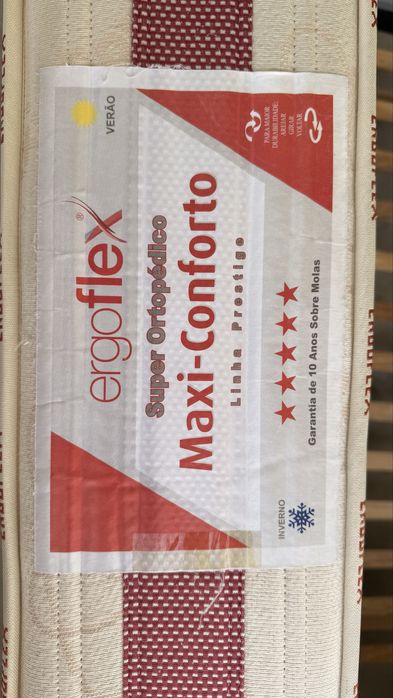 VERÃO
PARA MAIOR
DURABILIDADE:
AREJAR
GIRAR
VOLTAR
ergoflex®
Super Ortopédico
Maxi-Conforto
Linha Prestige
Garantia de 10 Anos Sobre Molas
INVERNO